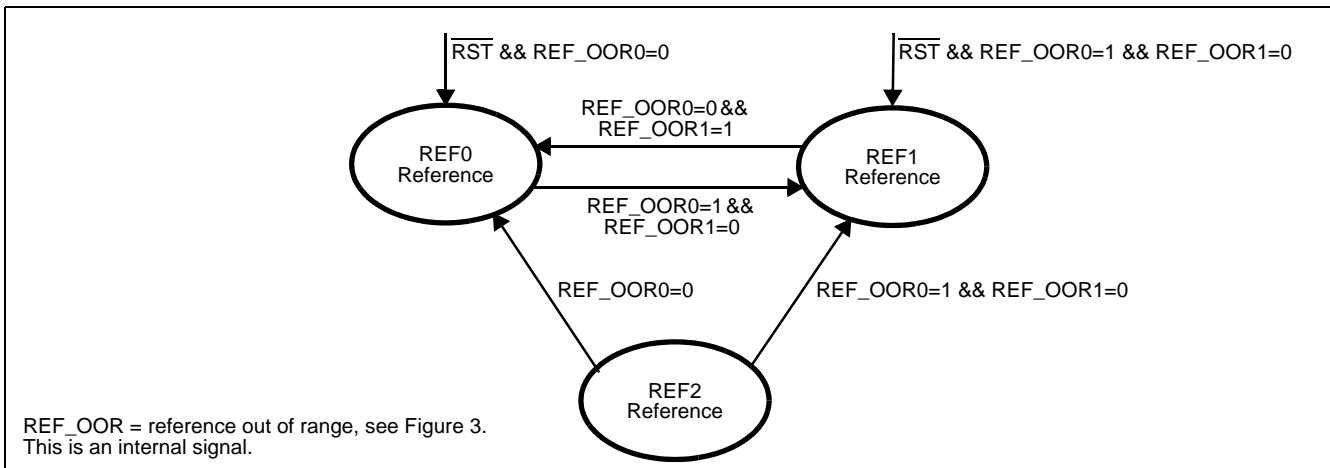 R̅S̅T̅ && REF_OOR0=0
R̅S̅T̅ && REF_OOR0=1 && REF_OOR1=0
REF_OOR0=0 &&
REF_OOR1=1
REF0
Reference
REF1
Reference
REF_OOR0=1 &&
REF_OOR1=0
REF_OOR0=0
REF_OOR0=1 && REF_OOR1=0
REF2
Reference
REF_OOR = reference out of range, see Figure 3.
This is an internal signal.